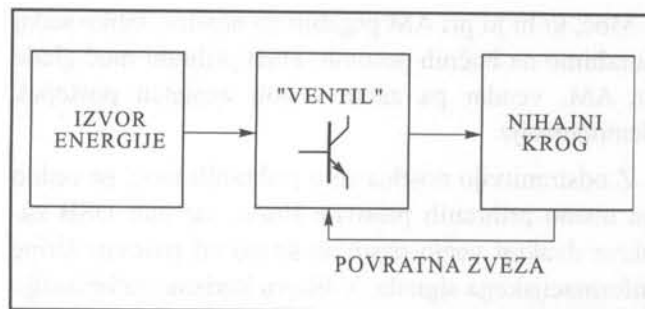 IZVOR
ENERGIJE
"VENTIL"
NIHAJNI
KROG
POVRATNA ZVEZA